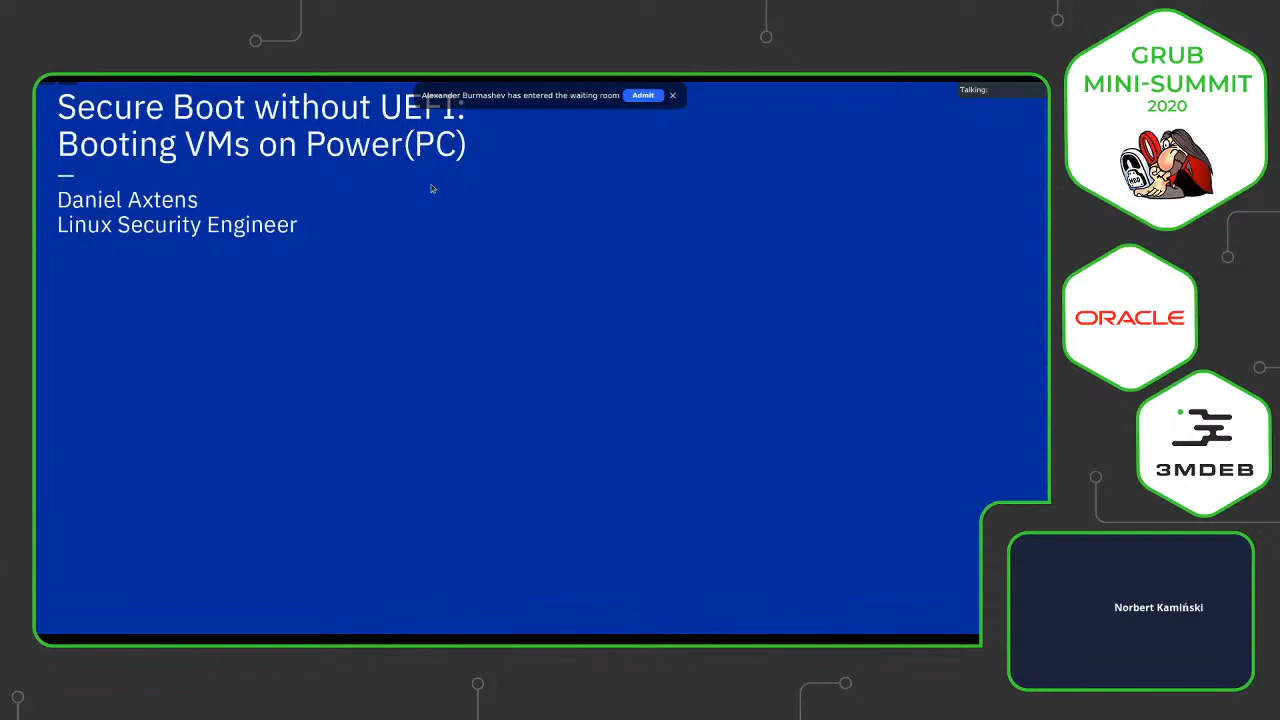 Secure Boot without UEFI:
Booting VMs on Power(PC)
—
Daniel Axtens
Linux Security Engineer
Alexander Burmashev has entered the waiting room Admit
Talking:
GRUB
MINI-SUMMIT
2020
ORACLE
3MDEB
Norbert Kamiński